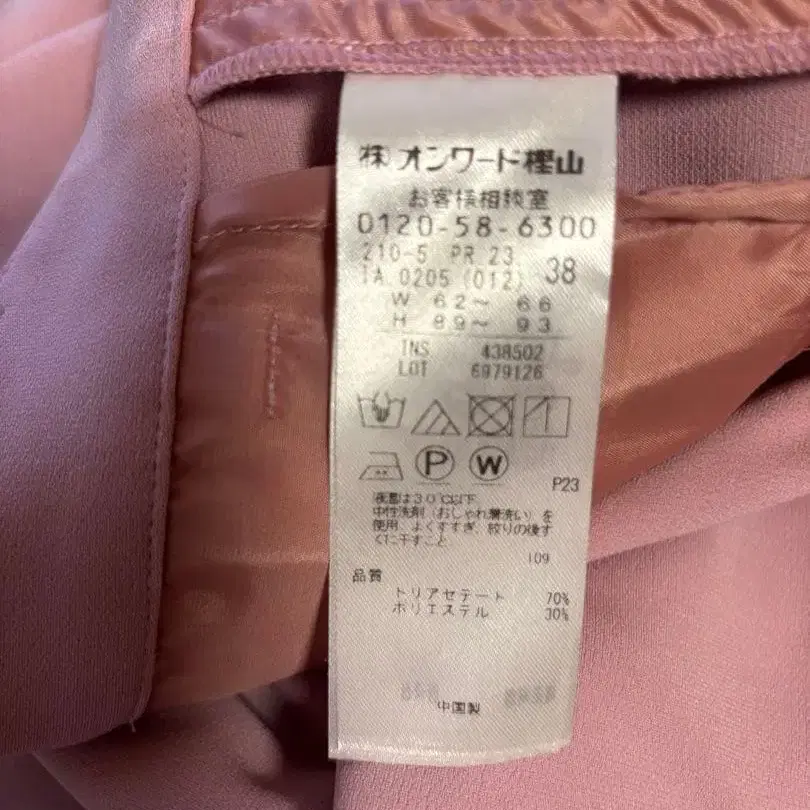 ㈱オンワード樫山
お客様相談室
0120-58-6300
210-5 PR 23
IA 0205 (012) 38
W 62～ 66
H 89～ 93
INS 438502
LOT 6979126
P W
P23
液温は30℃以下
中性洗剤(おしゃれ着洗い)を
使用、よくすすぎ、絞りの後す
ぐに干すこと。
109
品質
トリアセテート 70%
ポリエステル 30%
中国製